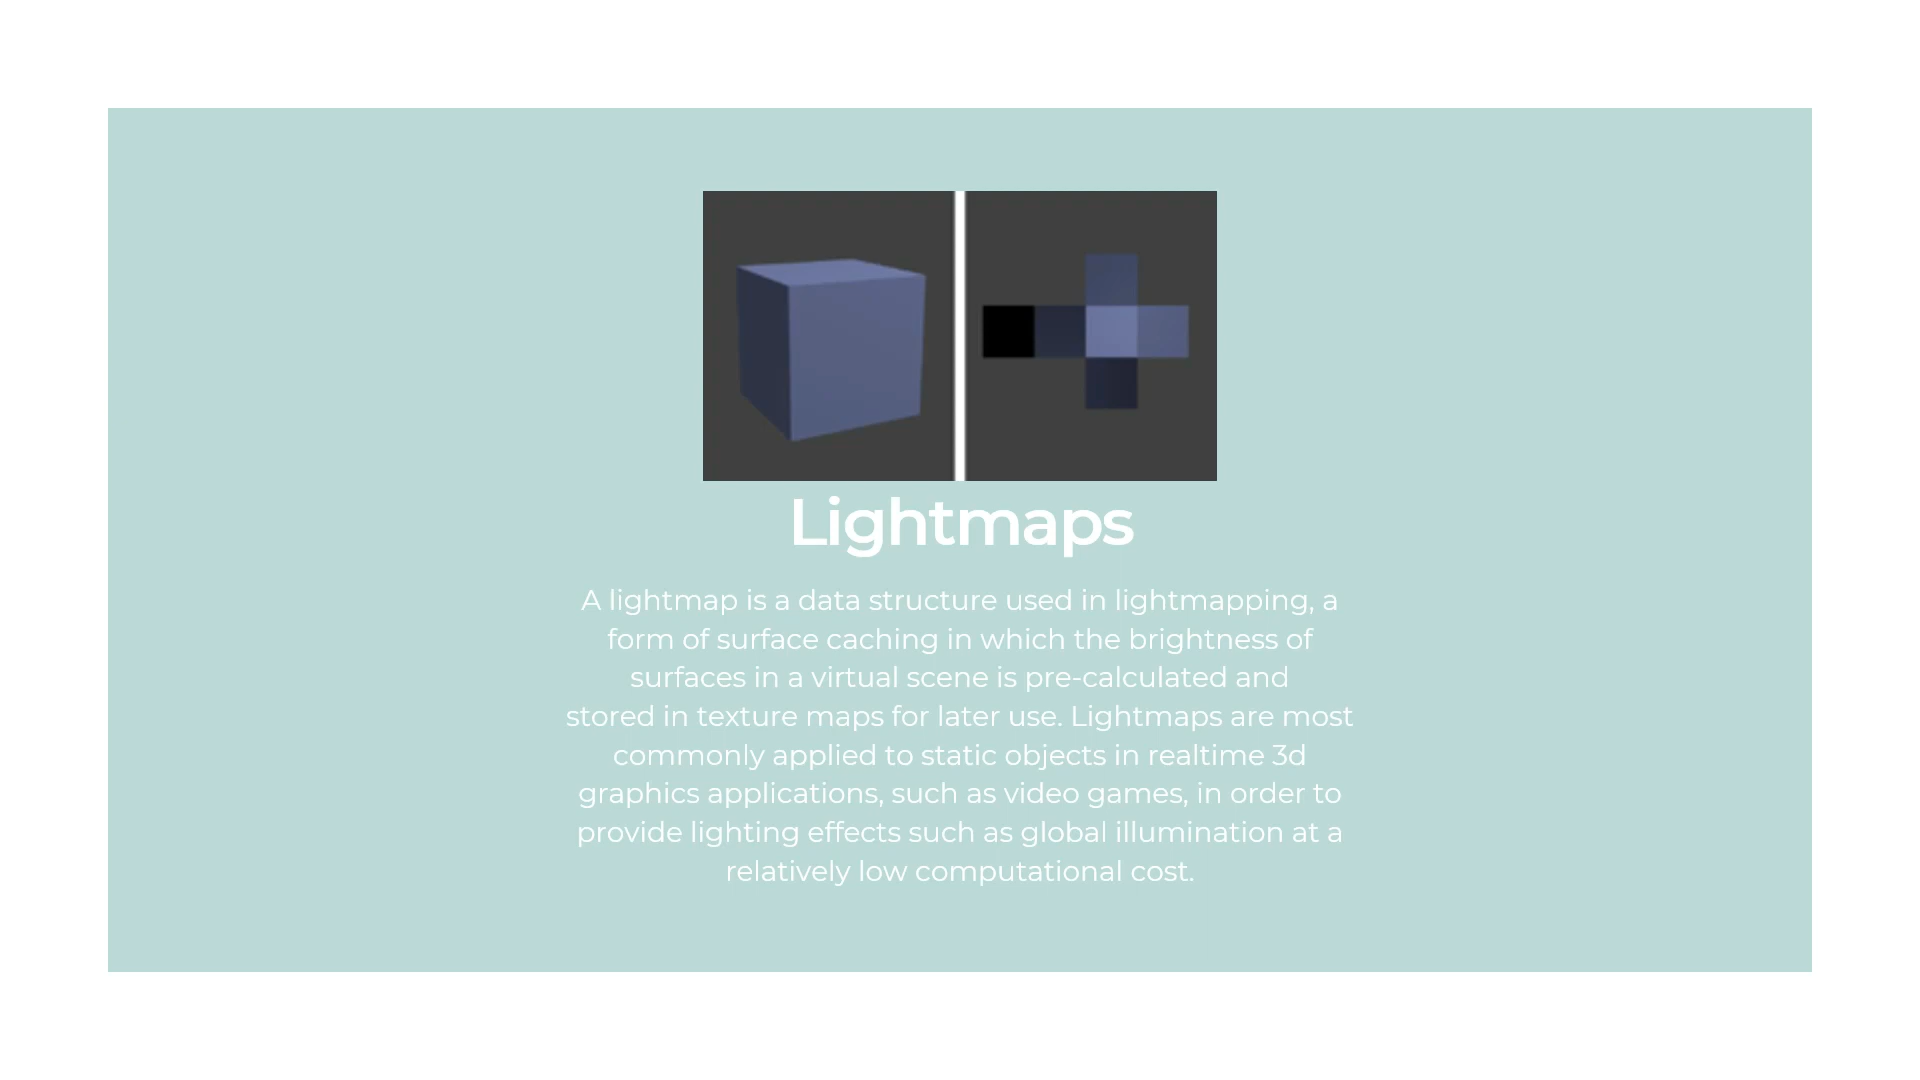 Lightmaps
A lightmap is a data structure used in lightmapping, a
form of surface caching in which the brightness of
surfaces in a virtual scene is pre-calculated and
stored in texture maps for later use. Lightmaps are most
commonly applied to static objects in realtime 3d
graphics applications, such as video games, in order to
provide lighting effects such as global illumination at a
relatively low computational cost.